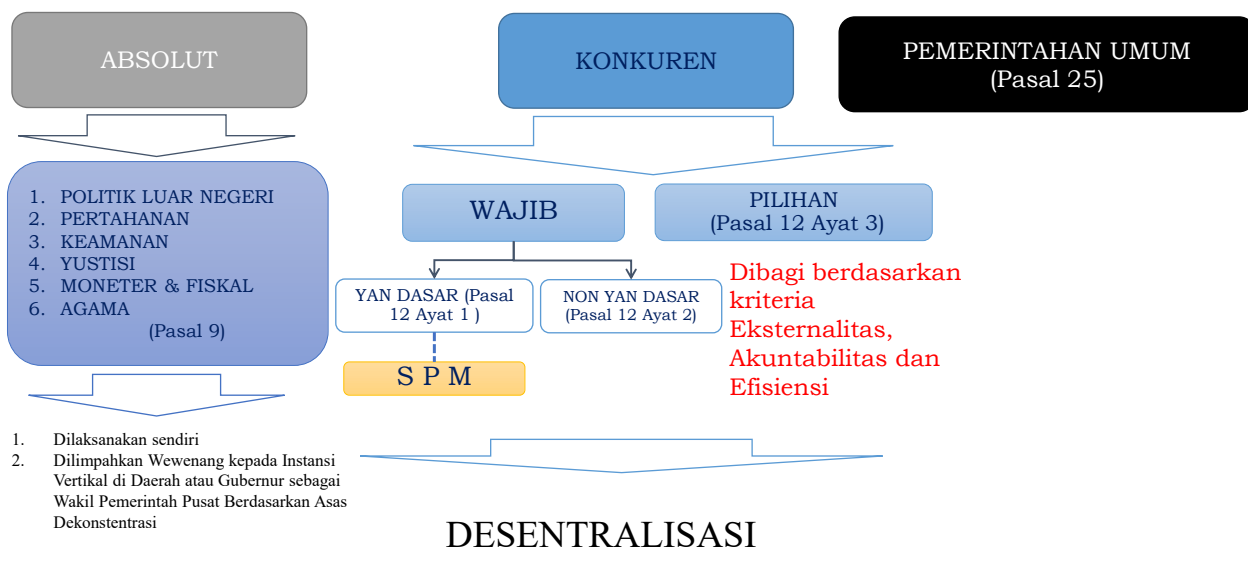 ABSOLUT
KONKUREN
PEMERINTAHAN UMUM
(Pasal 25)
1. POLITIK LUAR NEGERI
2. PERTAHANAN
3. KEAMANAN
4. YUSTISI
5. MONETER & FISKAL
6. AGAMA
(Pasal 9)
WAJIB
PILIHAN
(Pasal 12 Ayat 3)
YAN DASAR (Pasal
12 Ayat 1 )
NON YAN DASAR
(Pasal 12 Ayat 2)
S P M
Dibagi berdasarkan
kriteria
Eksternalitas,
Akuntabilitas dan
Efisiensi
1. Dilaksanakan sendiri
2. Dilimpahkan Wewenang kepada Instansi
Vertikal di Daerah atau Gubernur sebagai
Wakil Pemerintah Pusat Berdasarkan Asas
Dekonstentrasi
DESENTRALISASI